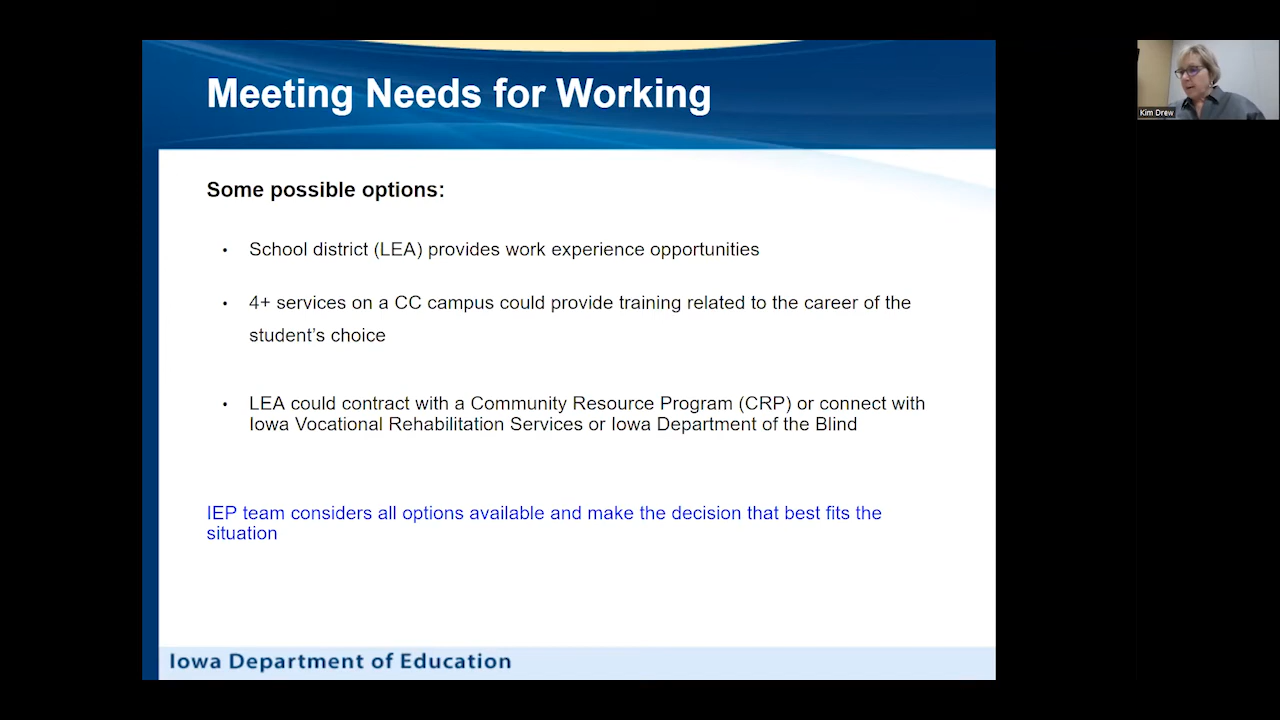 Meeting Needs for Working
Kim Drew
Some possible options:
• School district (LEA) provides work experience opportunities
• 4+ services on a CC campus could provide training related to the career of the
student’s choice
• LEA could contract with a Community Resource Program (CRP) or connect with
Iowa Vocational Rehabilitation Services or Iowa Department of the Blind
IEP team considers all options available and make the decision that best fits the
situation
Iowa Department of Education